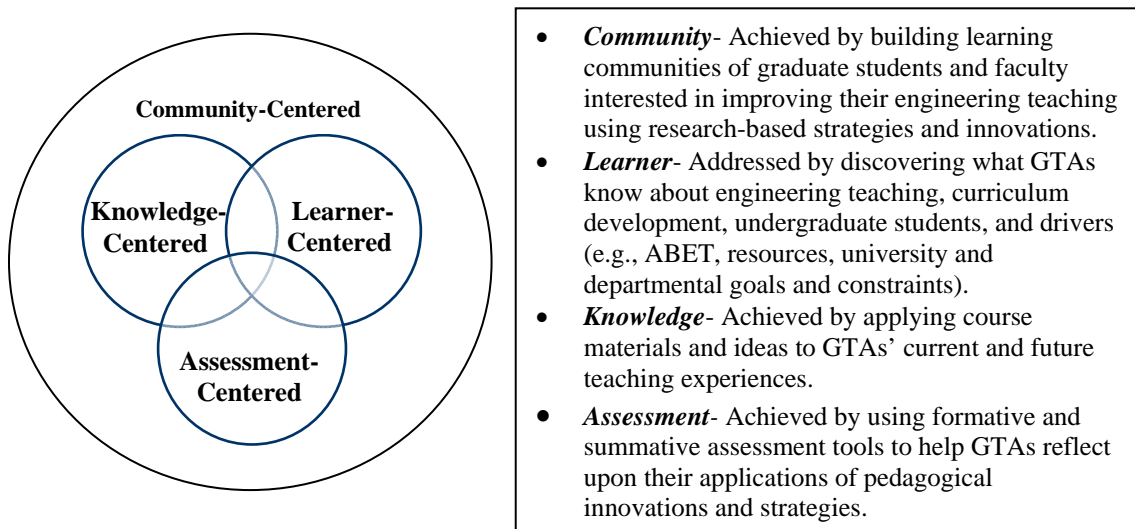 Community-Centered
Knowledge-
Centered
Learner-
Centered
Assessment-
Centered
• Community- Achieved by building learning
communities of graduate students and faculty
interested in improving their engineering teaching
using research-based strategies and innovations.
• Learner- Addressed by discovering what GTAs
know about engineering teaching, curriculum
development, undergraduate students, and drivers
(e.g., ABET, resources, university and
departmental goals and constraints).
• Knowledge- Achieved by applying course
materials and ideas to GTAs’ current and future
teaching experiences.
• Assessment- Achieved by using formative and
summative assessment tools to help GTAs reflect
upon their applications of pedagogical
innovations and strategies.